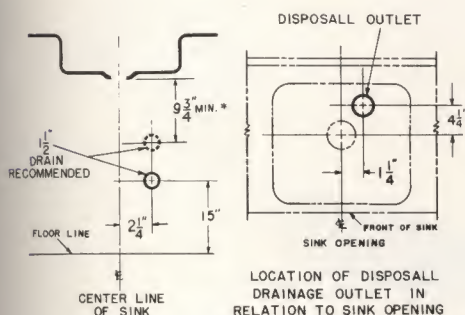 DISPOSALL OUTLET
9 3/4" MIN.*
4 1/4"
1 1/2"
DRAIN
RECOMMENDED
1 1/4"
2 1/4"
15"
FLOOR LINE
℄
CENTER LINE
OF SINK
℄
FRONT OF SINK
SINK OPENING
LOCATION OF DISPOSALL
DRAINAGE OUTLET IN
RELATION TO SINK OPENING